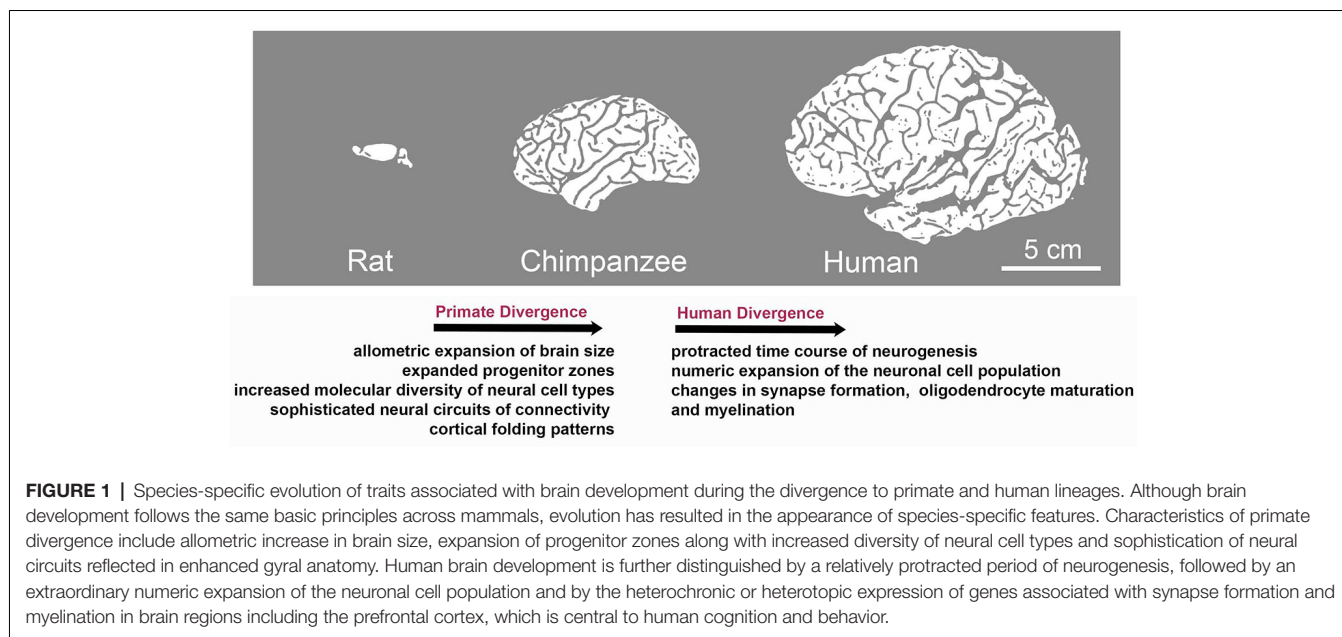 Rat
Chimpanzee
Human
5 cm
Primate Divergence
allometric expansion of brain size
expanded progenitor zones
increased molecular diversity of neural cell types
sophisticated neural circuits of connectivity
cortical folding patterns
Human Divergence
protracted time course of neurogenesis
numeric expansion of the neuronal cell population
changes in synapse formation, oligodendrocyte maturation
and myelination
FIGURE 1 | Species-specific evolution of traits associated with brain development during the divergence to primate and human lineages. Although brain
development follows the same basic principles across mammals, evolution has resulted in the appearance of species-specific features. Characteristics of primate
divergence include allometric increase in brain size, expansion of progenitor zones along with increased diversity of neural cell types and sophistication of neural
circuits reflected in enhanced gyral anatomy. Human brain development is further distinguished by a relatively protracted period of neurogenesis, followed by an
extraordinary numeric expansion of the neuronal cell population and by the heterochronic or heterotopic expression of genes associated with synapse formation and
myelination in brain regions including the prefrontal cortex, which is central to human cognition and behavior.